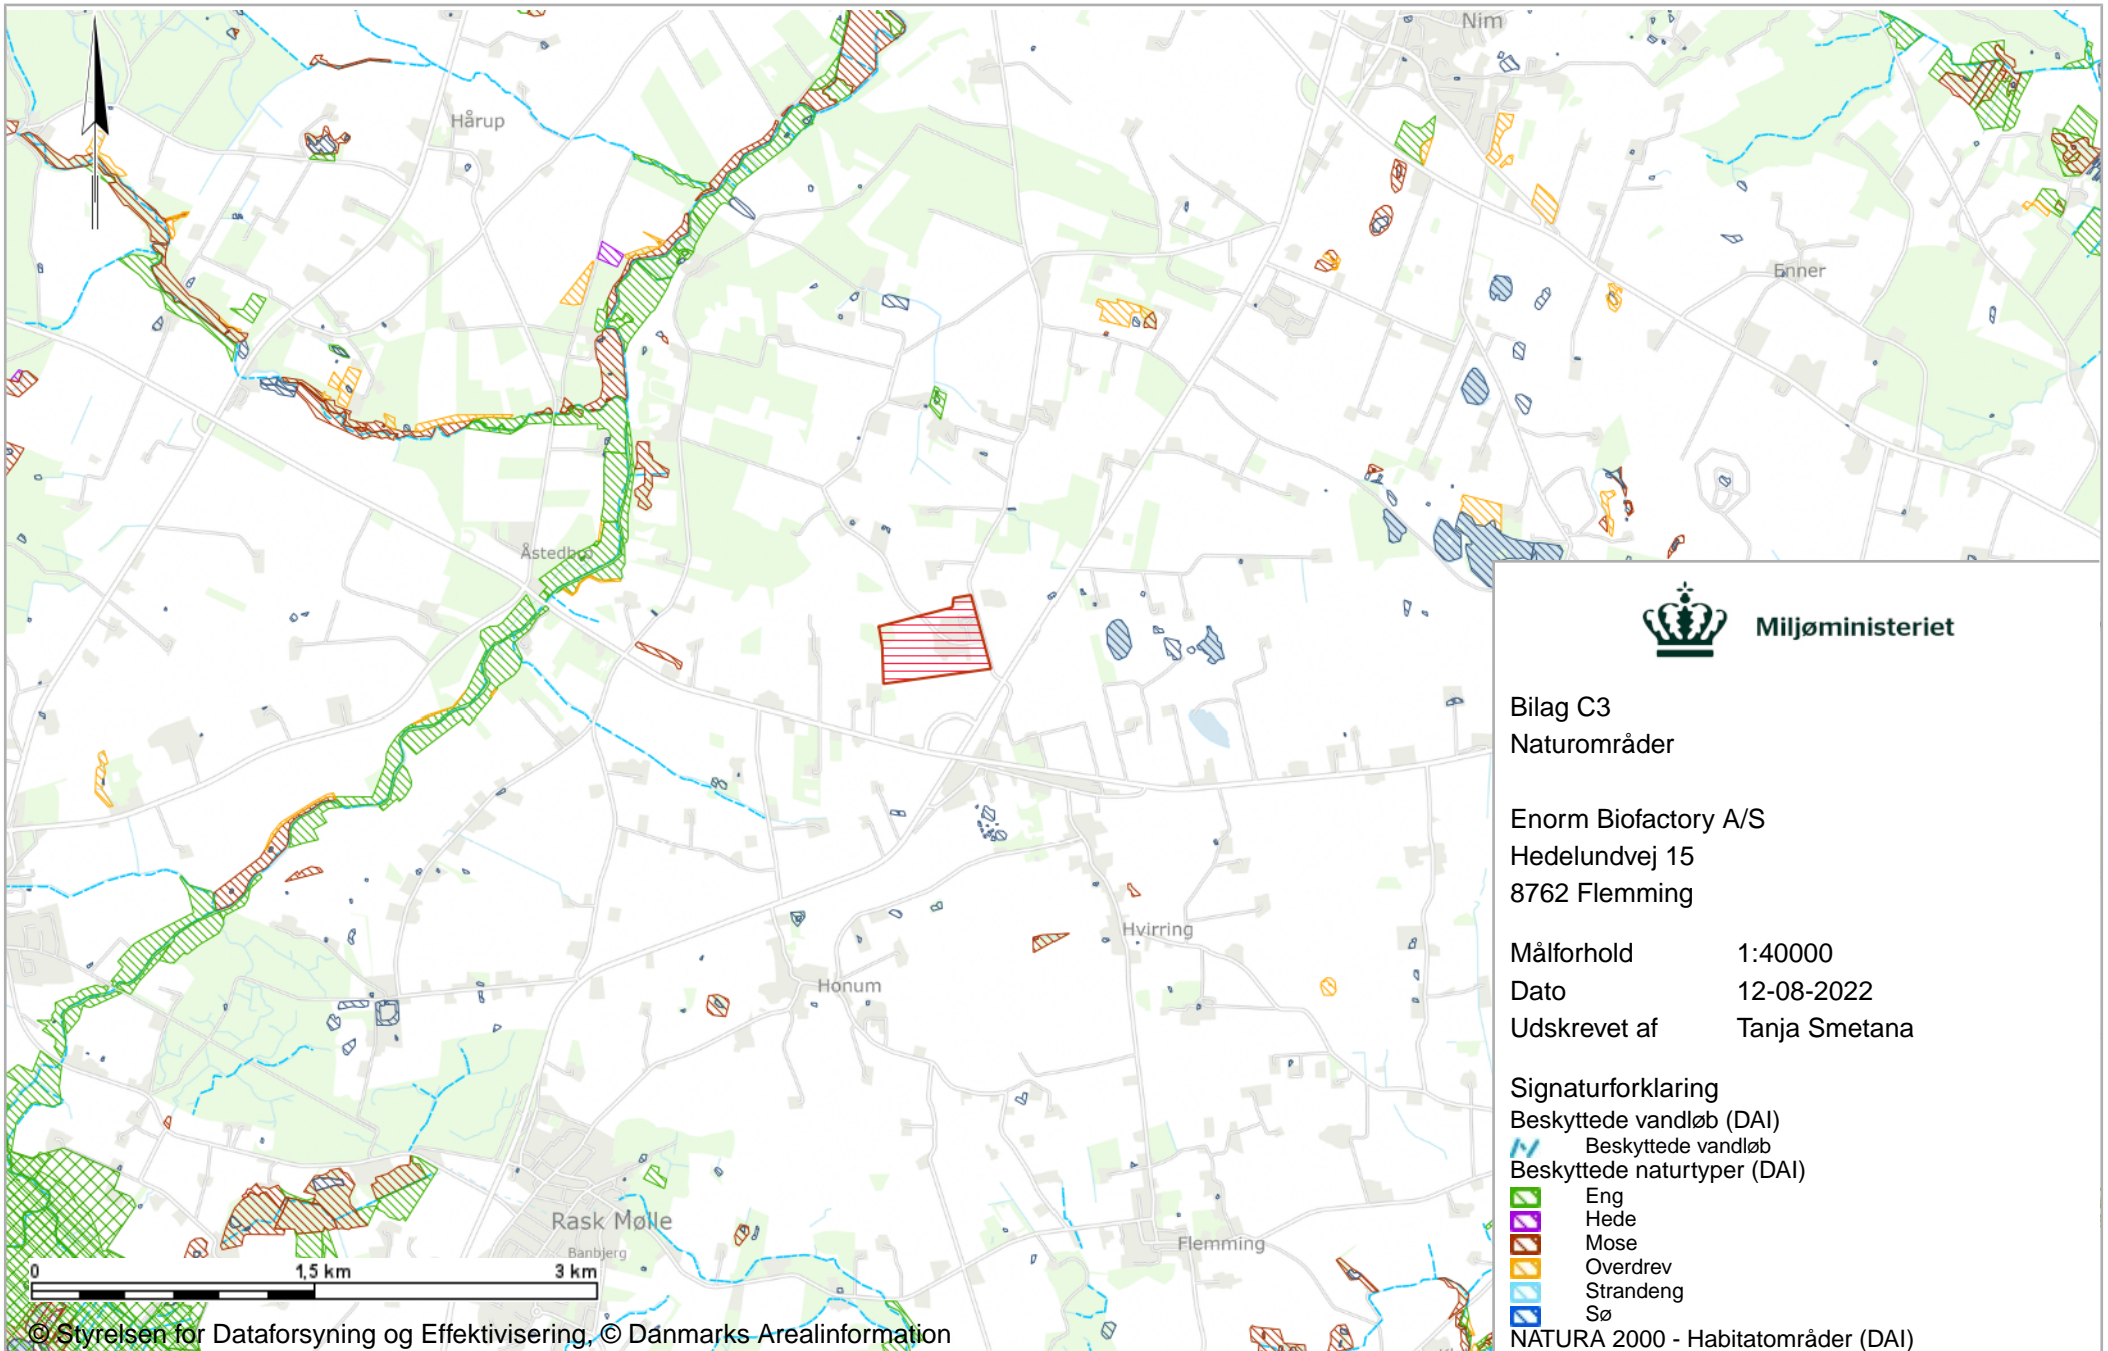 Nim
Hårup
Enner
Åstedbro
Hvirring
Honum
Rask Mølle
Banbjerg
Flemming
0 1,5 km 3 km
© Styrelsen for Dataforsyning og Effektivisering, © Danmarks Arealinformation
Miljøministeriet
Bilag C3
Naturområder
Enorm Biofactory A/S
Hedelundvej 15
8762 Flemming
Målforhold 1:40000
Dato 12-08-2022
Udskrevet af Tanja Smetana
Signaturforklaring
Beskyttede vandløb (DAI)
Beskyttede vandløb
Beskyttede naturtyper (DAI)
Eng
Hede
Mose
Overdrev
Strandeng
Sø
NATURA 2000 - Habitatområder (DAI)